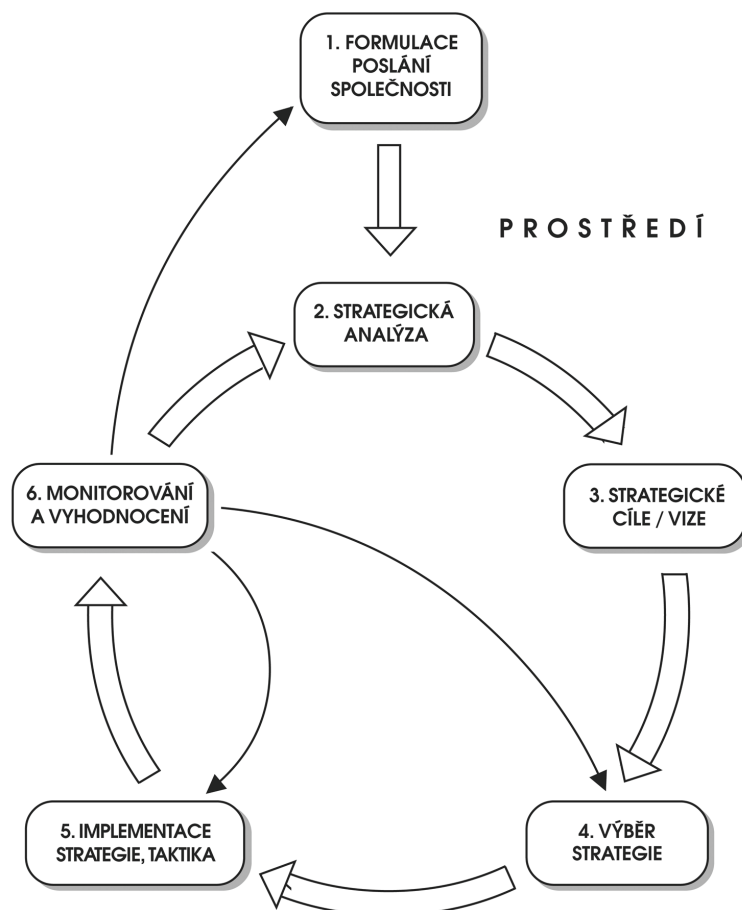 1. FORMULACE
POSLÁNÍ
SPOLEČNOSTI
PROSTŘEDÍ
2. STRATEGICKÁ
ANALÝZA
3. STRATEGICKÉ
CÍLE / VIZE
4. VÝBĚR
STRATEGIE
5. IMPLEMENTACE
STRATEGIE, TAKTIKA
6. MONITOROVÁNÍ
A VYHODNOCENÍ